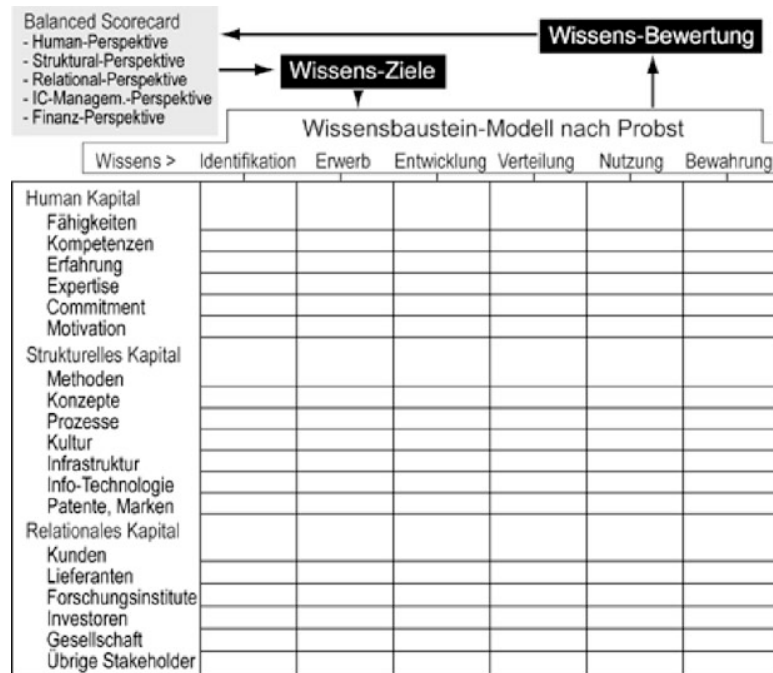 Balanced Scorecard
- Human-Perspektive
- Struktural-Perspektive
- Relational-Perspektive
- IC-Managem.-Perspektive
- Finanz-Perspektive
Wissens-Bewertung
Wissens-Ziele
Wissensbaustein-Modell nach Probst
Wissens > Identifikation Erwerb Entwicklung Verteilung Nutzung Bewahrung
Human Kapital
Fähigkeiten
Kompetenzen
Erfahrung
Expertise
Commitment
Motivation
Strukturelles Kapital
Methoden
Konzepte
Prozesse
Kultur
Infrastruktur
Info-Technologie
Patente, Marken
Relationales Kapital
Kunden
Lieferanten
Forschungsinstitute
Investoren
Gesellschaft
Übrige Stakeholder